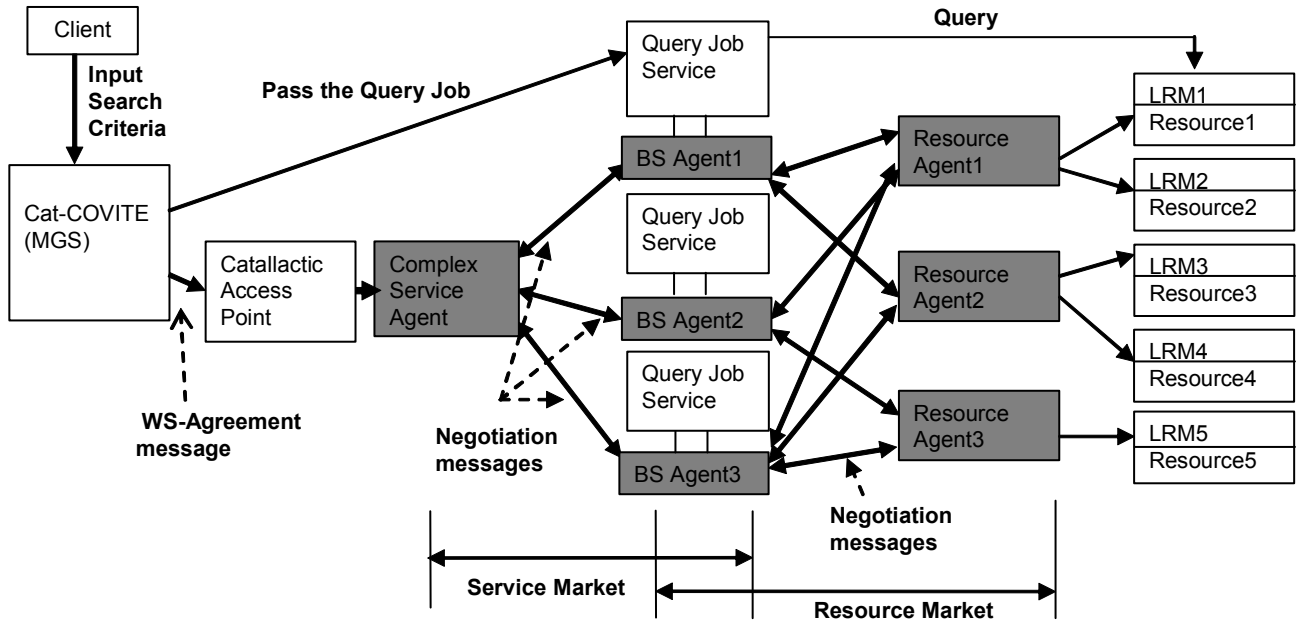 Client
Input
Search
Criteria
Cat-COVITE
(MGS)
Pass the Query Job
WS-Agreement
message
Catallactic
Access
Point
Complex
Service
Agent
Negotiation
messages
Query Job
Service
BS Agent1
Query Job
Service
BS Agent2
Query Job
Service
BS Agent3
Query
Resource
Agent1
Resource
Agent2
Resource
Agent3
Negotiation
messages
LRM1
Resource1
LRM2
Resource2
LRM3
Resource3
LRM4
Resource4
LRM5
Resource5
Service Market
Resource Market